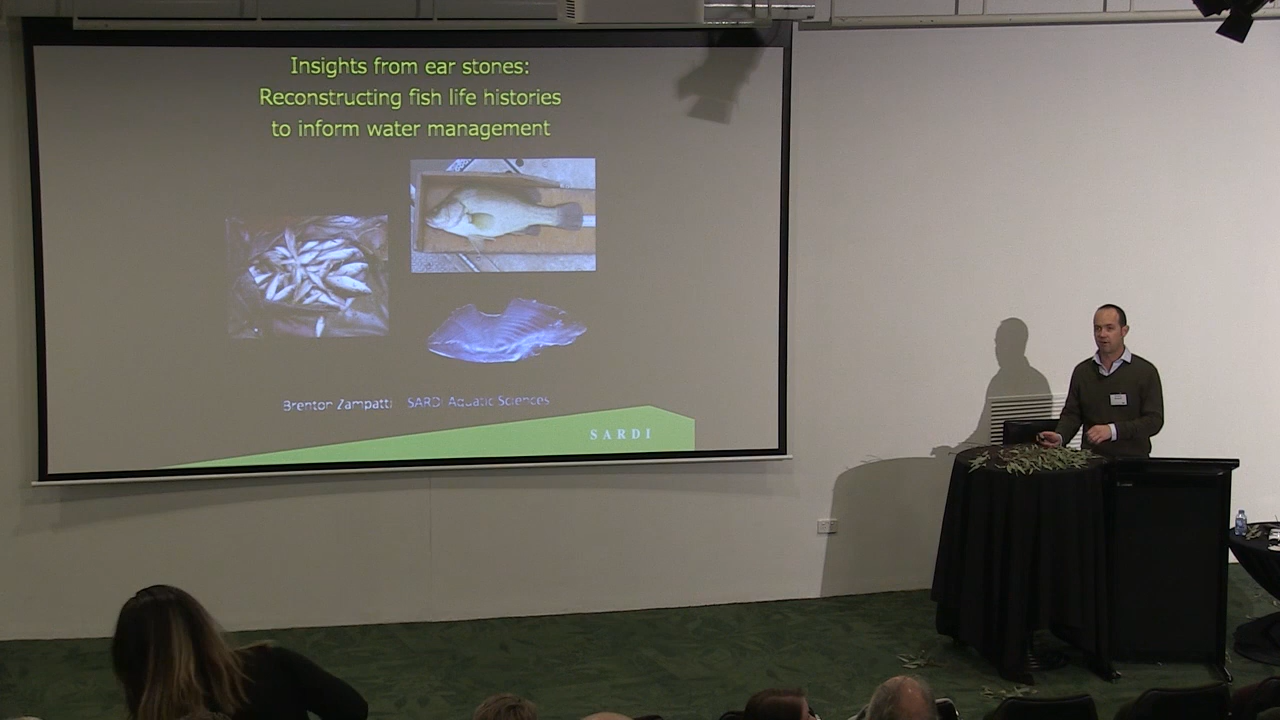 Insights from ear stones:
Reconstructing fish life histories
to inform water management
Brenton Zampatti SARDI Aquatic Sciences
SARDI